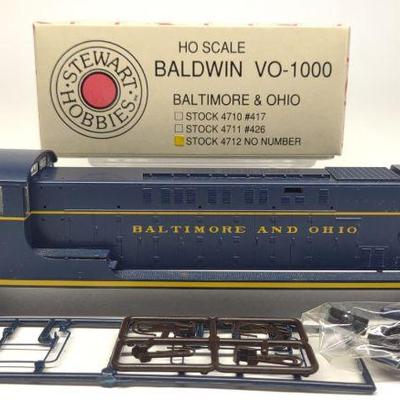 STEWART HOBBIES
HO SCALE
BALDWIN VO-1000
BALTIMORE & OHIO
STOCK 4710 #417
STOCK 4711 #426
STOCK 4712 NO NUMBER
BALTIMORE AND OHIO